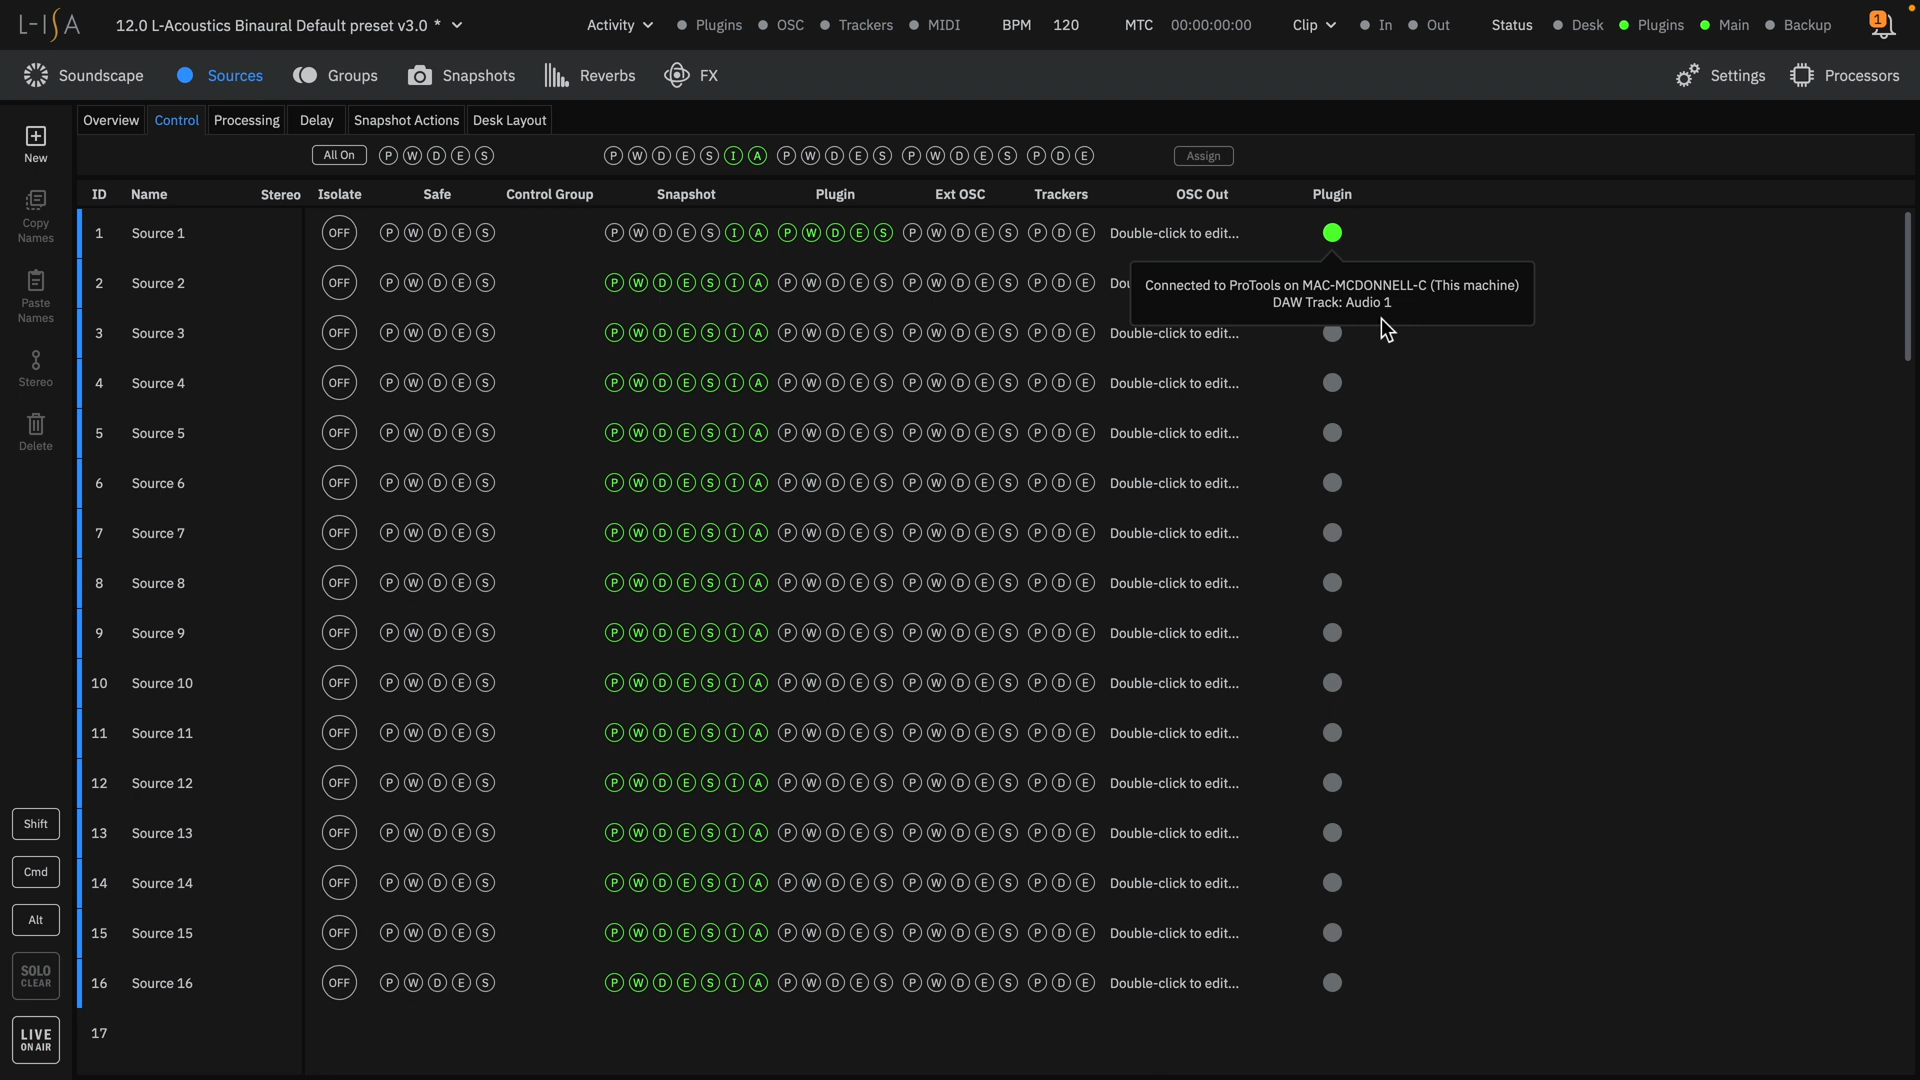 L-ISA 12.0 L-Acoustics Binaural Default preset v3.0 * Activity Plugins OSC Trackers MIDI BPM 120 MTC 00:00:00:00 Clip In Out Status Desk Plugins Main Backup 1
Soundscape Sources Groups Snapshots Reverbs FX Settings Processors
Overview Control Processing Delay Snapshot Actions Desk Layout
New
Copy Names
Paste Names
Stereo
Delete
Shift
Cmd
Alt
SOLO CLEAR
LIVE ON AIR
All On P W D E S P W D E S I A P W D E S P W D E S P D E Assign
ID Name Stereo Isolate Safe Control Group Snapshot Plugin Ext OSC Trackers OSC Out Plugin
1 Source 1 OFF P W D E S P W D E S I A P W D E S P W D E S P D E Double-click to edit...
2 Source 2 OFF P W D E S P W D E S I A P W D E S P W D E S P D E
Connected to ProTools on MAC-MCDONNELL-C (This machine)
DAW Track: Audio 1
3 Source 3 OFF P W D E S P W D E S I A P W D E S P W D E S P D E Double-click to edit...
4 Source 4 OFF P W D E S P W D E S I A P W D E S P W D E S P D E Double-click to edit...
5 Source 5 OFF P W D E S P W D E S I A P W D E S P W D E S P D E Double-click to edit...
6 Source 6 OFF P W D E S P W D E S I A P W D E S P W D E S P D E Double-click to edit...
7 Source 7 OFF P W D E S P W D E S I A P W D E S P W D E S P D E Double-click to edit...
8 Source 8 OFF P W D E S P W D E S I A P W D E S P W D E S P D E Double-click to edit...
9 Source 9 OFF P W D E S P W D E S I A P W D E S P W D E S P D E Double-click to edit...
10 Source 10 OFF P W D E S P W D E S I A P W D E S P W D E S P D E Double-click to edit...
11 Source 11 OFF P W D E S P W D E S I A P W D E S P W D E S P D E Double-click to edit...
12 Source 12 OFF P W D E S P W D E S I A P W D E S P W D E S P D E Double-click to edit...
13 Source 13 OFF P W D E S P W D E S I A P W D E S P W D E S P D E Double-click to edit...
14 Source 14 OFF P W D E S P W D E S I A P W D E S P W D E S P D E Double-click to edit...
15 Source 15 OFF P W D E S P W D E S I A P W D E S P W D E S P D E Double-click to edit...
16 Source 16 OFF P W D E S P W D E S I A P W D E S P W D E S P D E Double-click to edit...
17